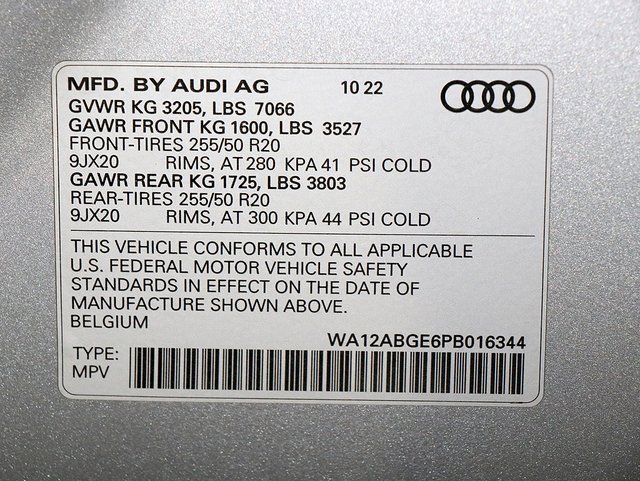 MFD. BY AUDI AG 10 22
GVWR KG 3205, LBS 7066
GAWR FRONT KG 1600, LBS 3527
FRONT-TIRES 255/50 R20
9JX20 RIMS, AT 280 KPA 41 PSI COLD
GAWR REAR KG 1725, LBS 3803
REAR-TIRES 255/50 R20
9JX20 RIMS, AT 300 KPA 44 PSI COLD
THIS VEHICLE CONFORMS TO ALL APPLICABLE
U.S. FEDERAL MOTOR VEHICLE SAFETY
STANDARDS IN EFFECT ON THE DATE OF
MANUFACTURE SHOWN ABOVE.
BELGIUM
WA12ABGE6PB016344
TYPE:
MPV